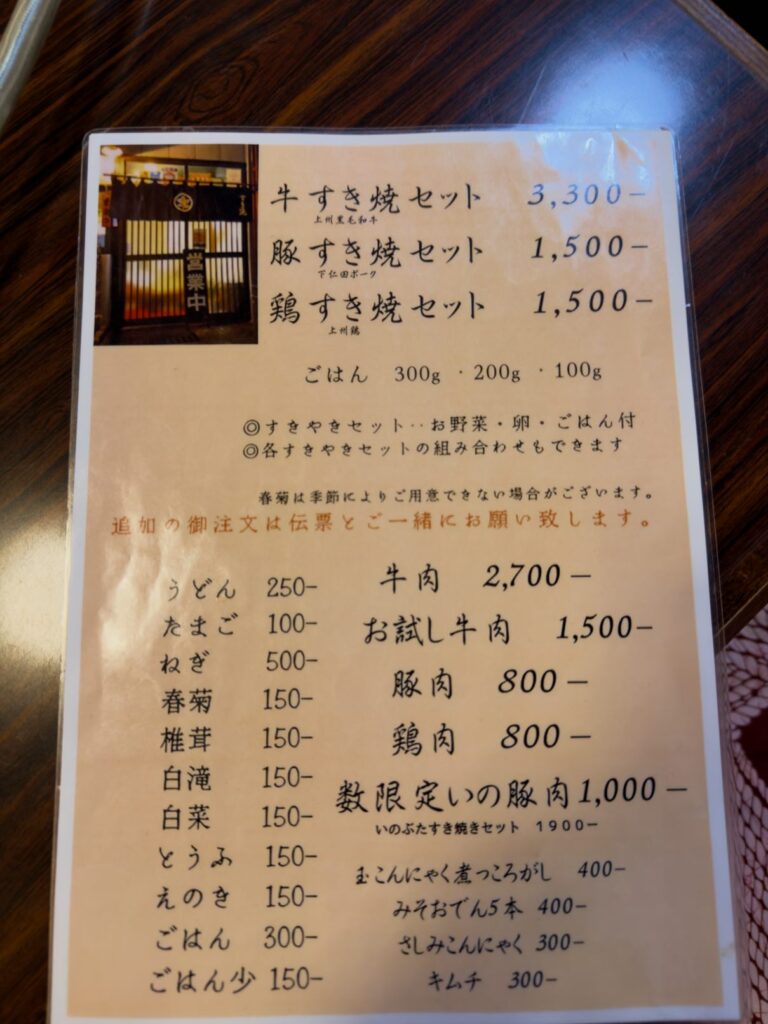 営業中
牛すき焼セット 3,300-
上州黒毛和牛
豚すき焼セット 1,500-
下仁田ポーク
鶏すき焼セット 1,500-
上州鶏
ごはん 300g ・200g ・100g
◎すきやきセット‥お野菜・卵・ごはん付
◎各すきやきセットの組み合わせもできます
春菊は季節によりご用意できない場合がございます。
追加の御注文は伝票とご一緒にお願い致します。
うどん 250-
たまご 100-
ねぎ 500-
春菊 150-
椎茸 150-
白滝 150-
白菜 150-
とうふ 150-
えのき 150-
ごはん 300-
ごはん少 150-
牛肉 2,700-
お試し牛肉 1,500-
豚肉 800-
鶏肉 800-
数限定いの豚肉 1,000-
いのぶたすき焼きセット 1900-
玉こんにゃく煮っころがし 400-
みそおでん5本 400-
さしみこんにゃく 300-
キムチ 300-